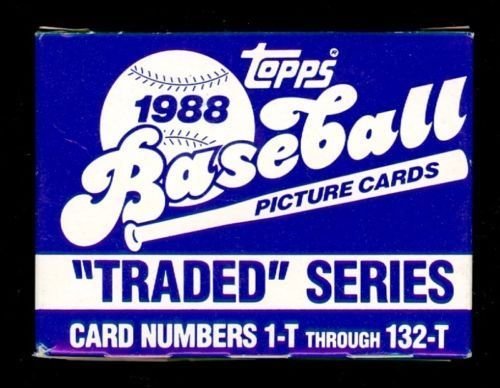 topps®
1988
Baseball
PICTURE CARDS
"TRADED" SERIES
CARD NUMBERS 1-T THROUGH 132-T